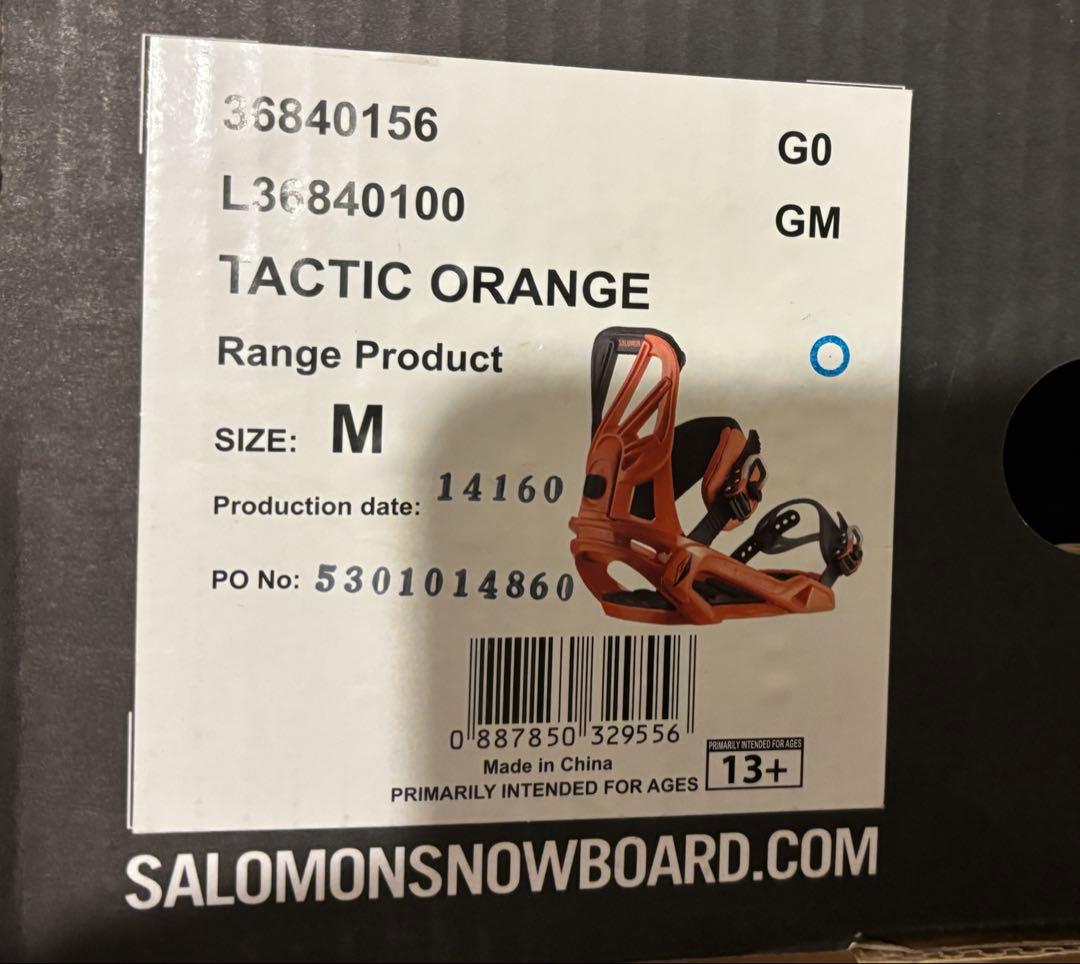 36840156
G0
L36840100
GM
TACTIC ORANGE
Range Product
SALOMON
SIZE: M
Production date: 14160
PO No: 5301014860
0 887850 329556
Made in China
PRIMARILY INTENDED FOR AGES
PRIMARILY INTENDED FOR AGES
13+
SALOMONSNOWBOARD.COM